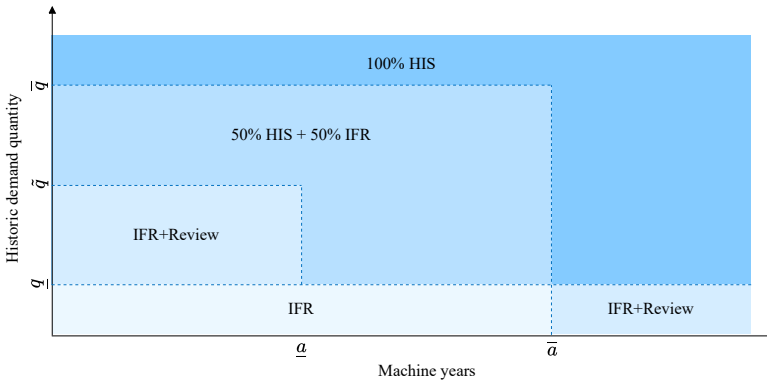 100% HIS
50% HIS + 50% IFR
IFR+Review
IFR
IFR+Review
Historic demand quantity
q̅
q̃
q̲
a̲
a̅
Machine years